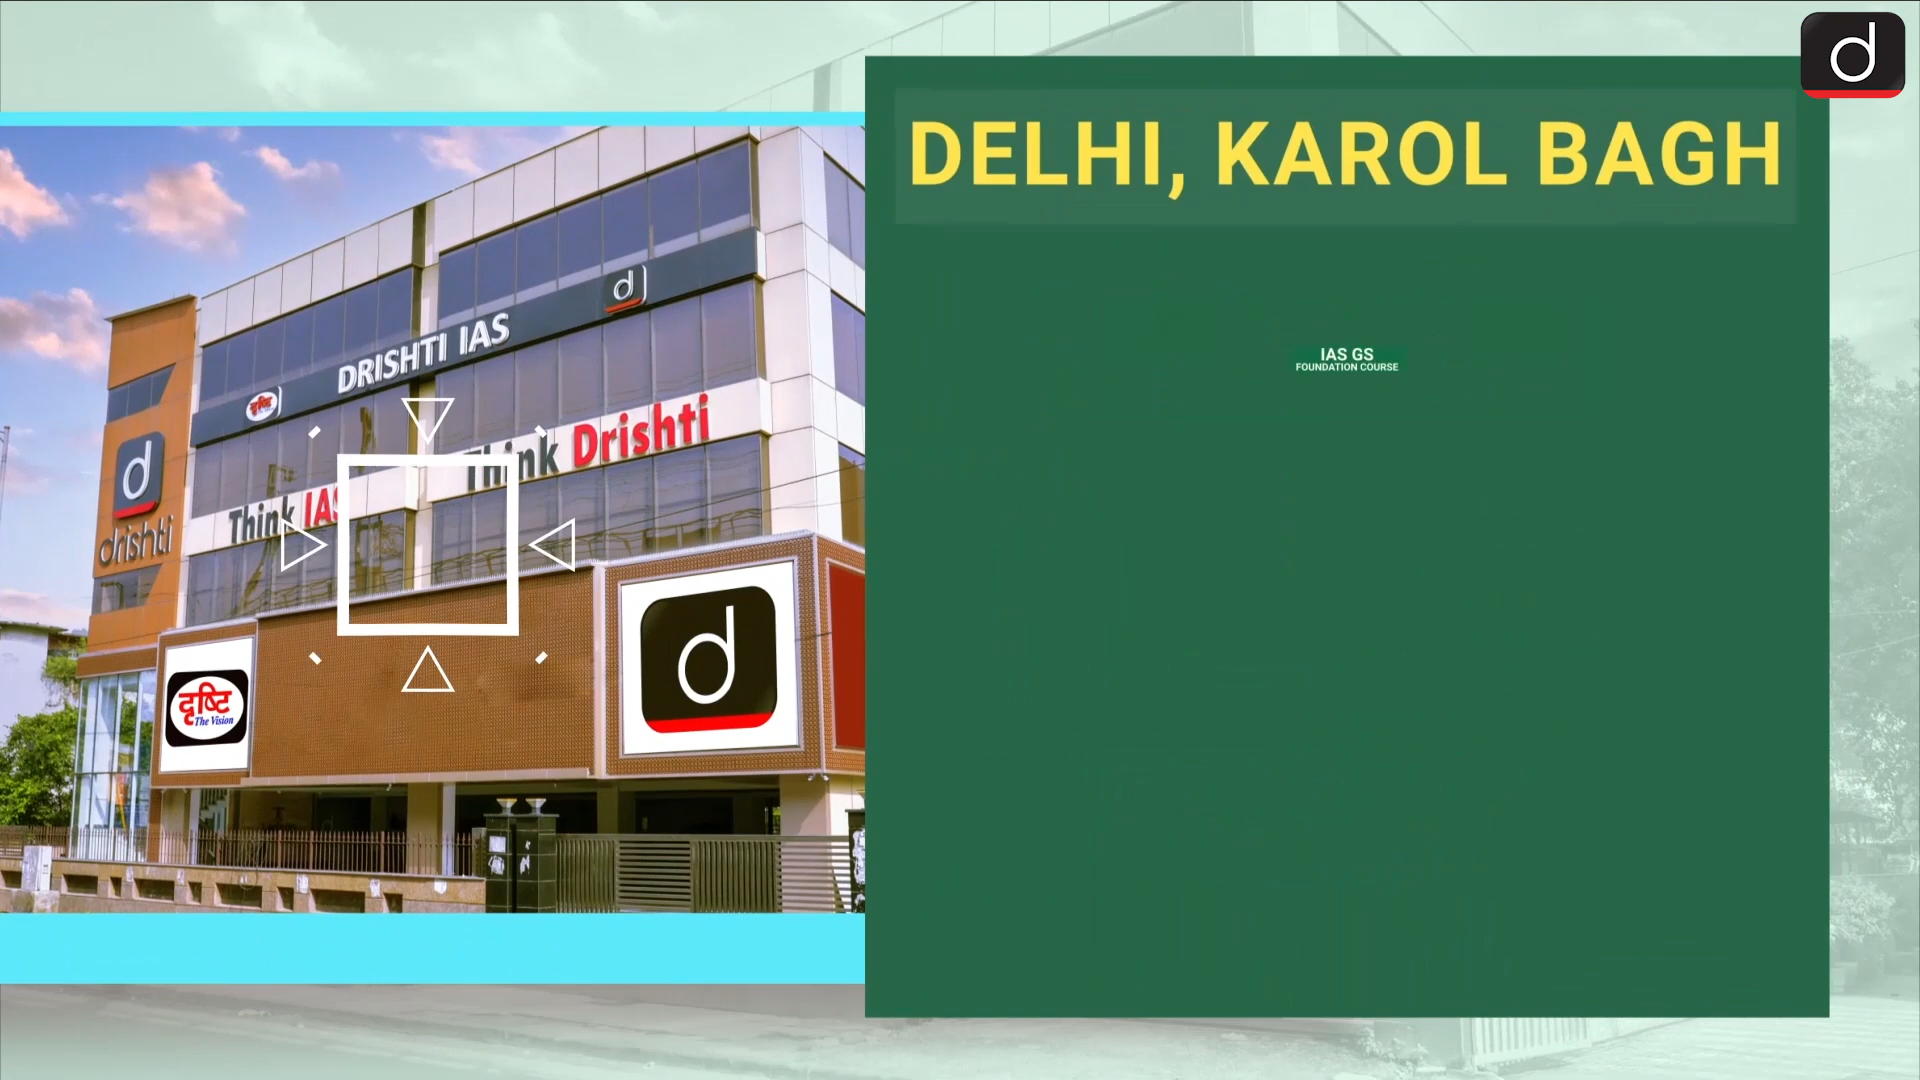 d
DELHI, KAROL BAGH
IAS GS
FOUNDATION COURSE
DRISHTI IAS
d
दृष्टि
Think Drishti
Think IAS
d
drishti
d
दृष्टि
The Vision